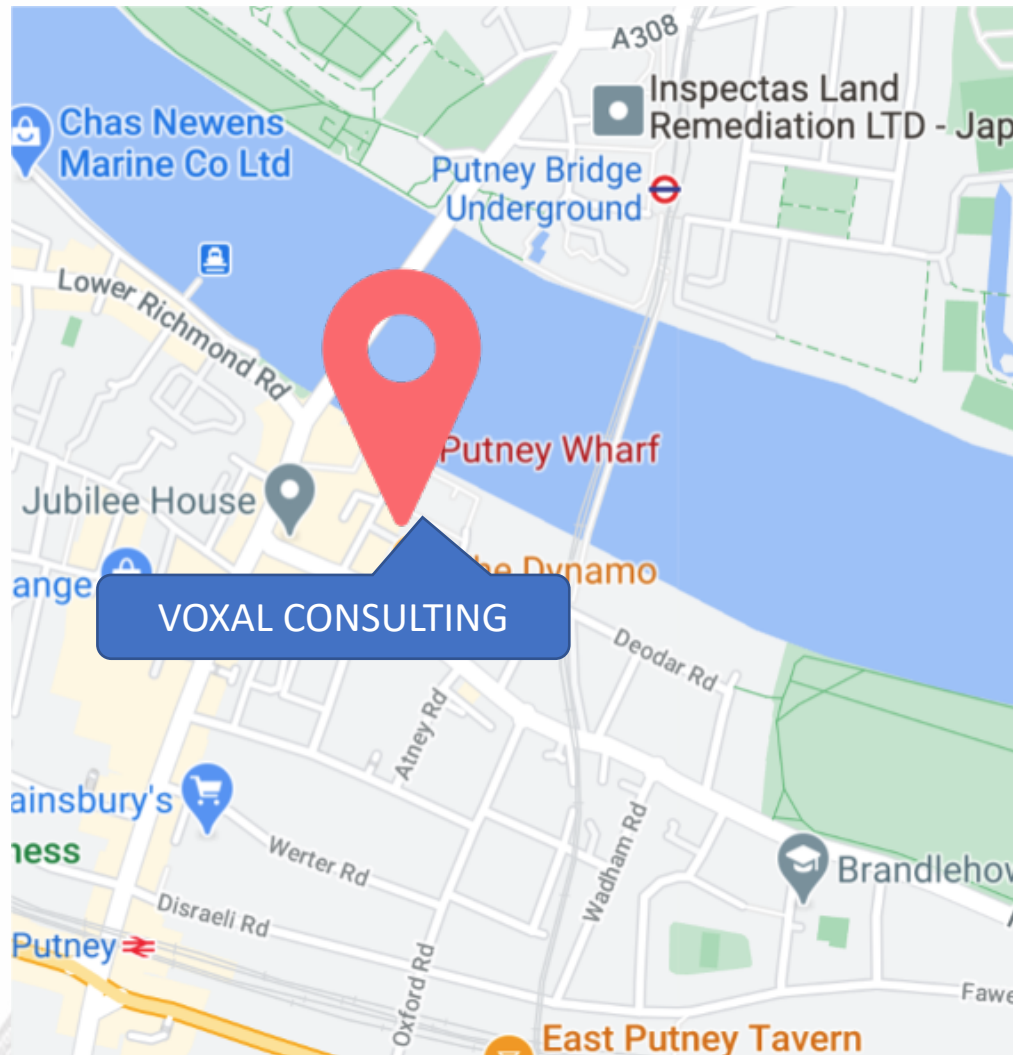 A308
Inspectas Land
Remediation LTD - Jap
Chas Newens
Marine Co Ltd
Putney Bridge
Underground
Lower Richmond Rd
Putney Wharf
Jubilee House
The Dynamo
ange
VOXAL CONSULTING
Deodar Rd
Atney Rd
ainsbury's
ness
Werter Rd
Wadham Rd
Brandlehow
Disraeli Rd
Putney
Oxford Rd
Fawe
East Putney Tavern